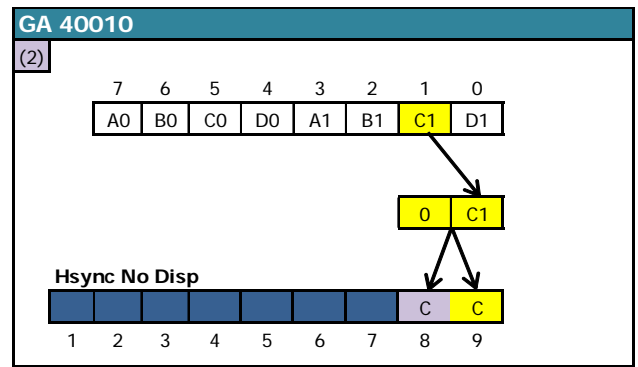 GA 40010
(2)
7 6 5 4 3 2 1 0
A0 B0 C0 D0 A1 B1 C1 D1
0 C1
Hsync No Disp
C C
1 2 3 4 5 6 7 8 9